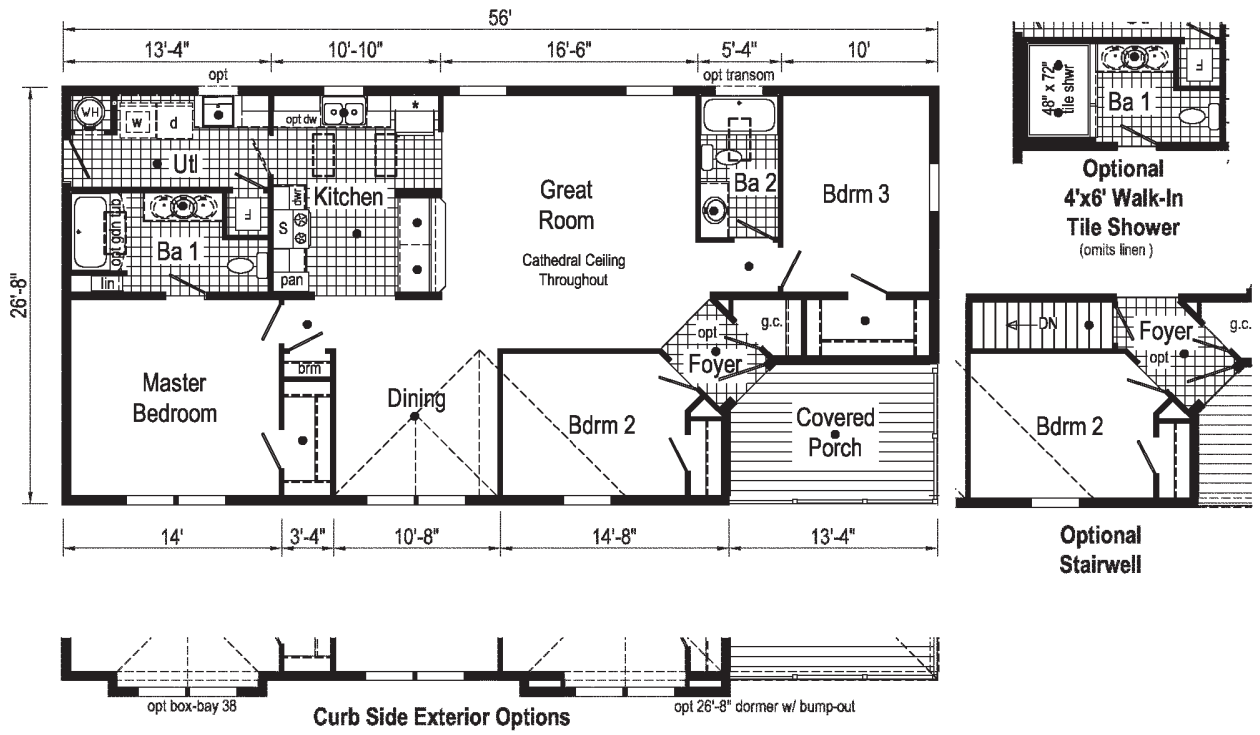 56'
13'-4"
10'-10"
16'-6"
5'-4"
10'
opt
opt transom
26'-8"
WH
w
d
opt dw
*
Utl
Kitchen
dwr
S
pan
opt gdn tub
LL
Ba 1
lin
Great
Room
Cathedral Ceiling
Throughout
Ba 2
Bdrm 3
g.c.
opt
Foyer
Master
Bedroom
brm
Dining
Bdrm 2
Covered
Porch
14'
3'-4"
10'-8"
14'-8"
13'-4"
48" x 72"
tile shwr
Ba 1
LL
Optional
4'x6' Walk-In
Tile Shower
(omits linen )
DN
Foyer
opt
g.c.
Bdrm 2
Optional
Stairwell
opt box-bay 38
Curb Side Exterior Options
opt 26'-8" dormer w/ bump-out